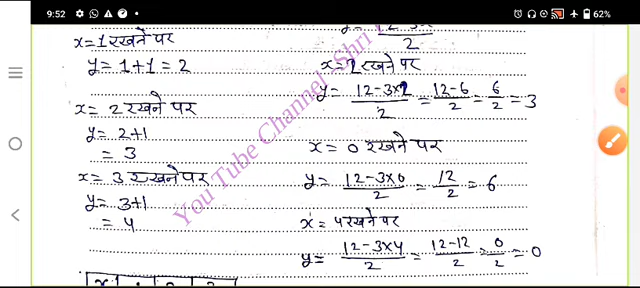 9:52
62%
x=1 रखने पर
y= 1+1 = 2
x= 2 रखने पर
y= 2+1
= 3
x= 3 रखने पर
y= 3+1
= 4
2
x=2 रखने पर
y= 12-3×2/2 = 12-6/2 = 6/2 = 3
x= 0 रखने पर
y= 12-3×0/2 = 12/2 = 6
x= 4 रखने पर
y= 12-3×4/2 = 12-12/2 = 0/2 = 0
You Tube Channel -Shri